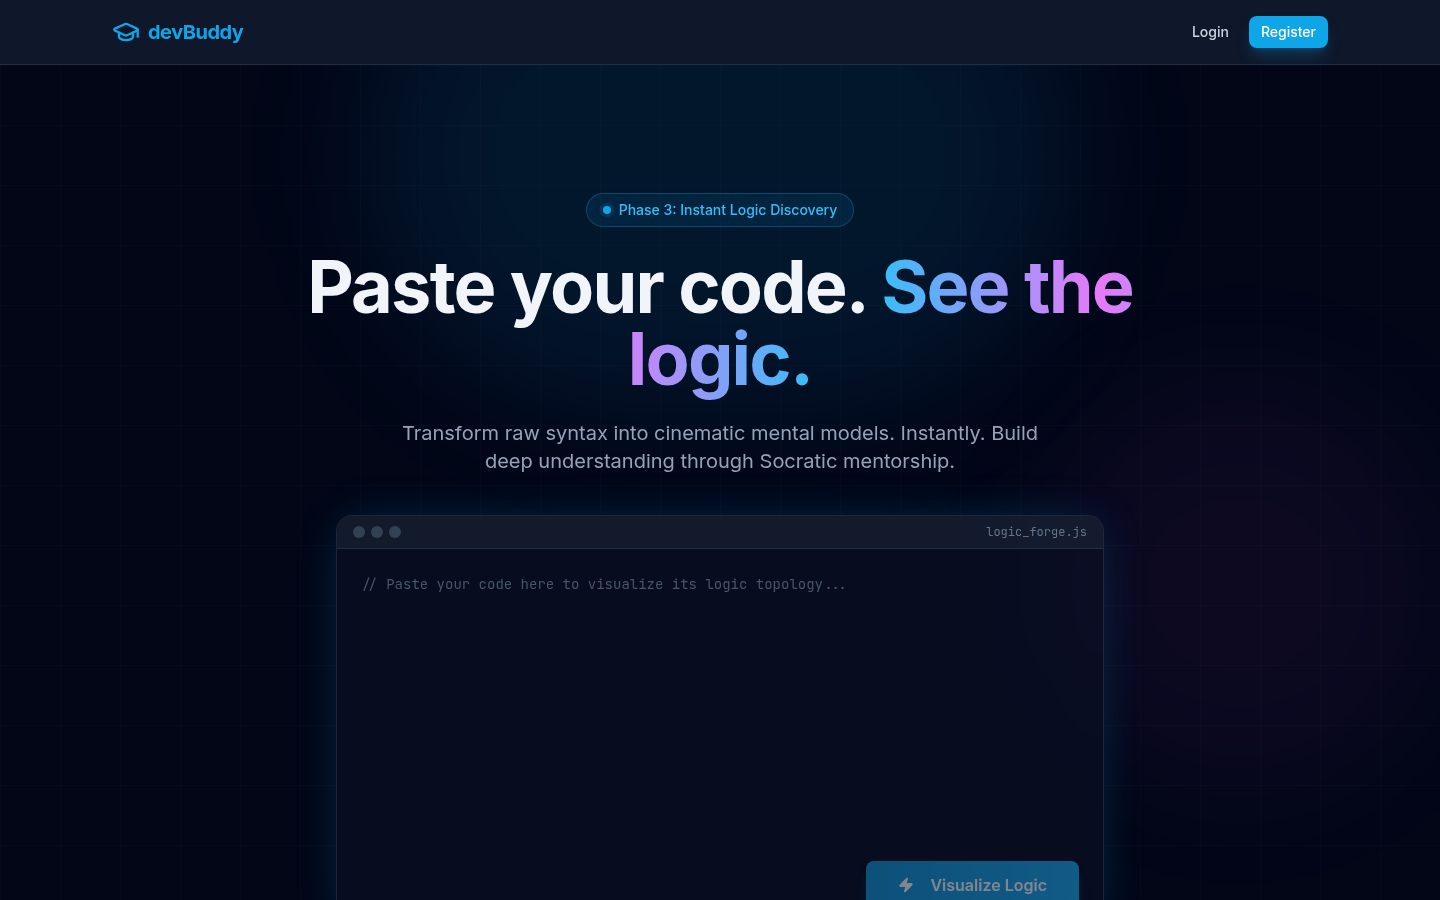 devBuddy
Login
Register
Phase 3: Instant Logic Discovery
Paste your code. See the
logic.
Transform raw syntax into cinematic mental models. Instantly. Build
deep understanding through Socratic mentorship.
logic_forge.js
// Paste your code here to visualize its logic topology...
Visualize Logic